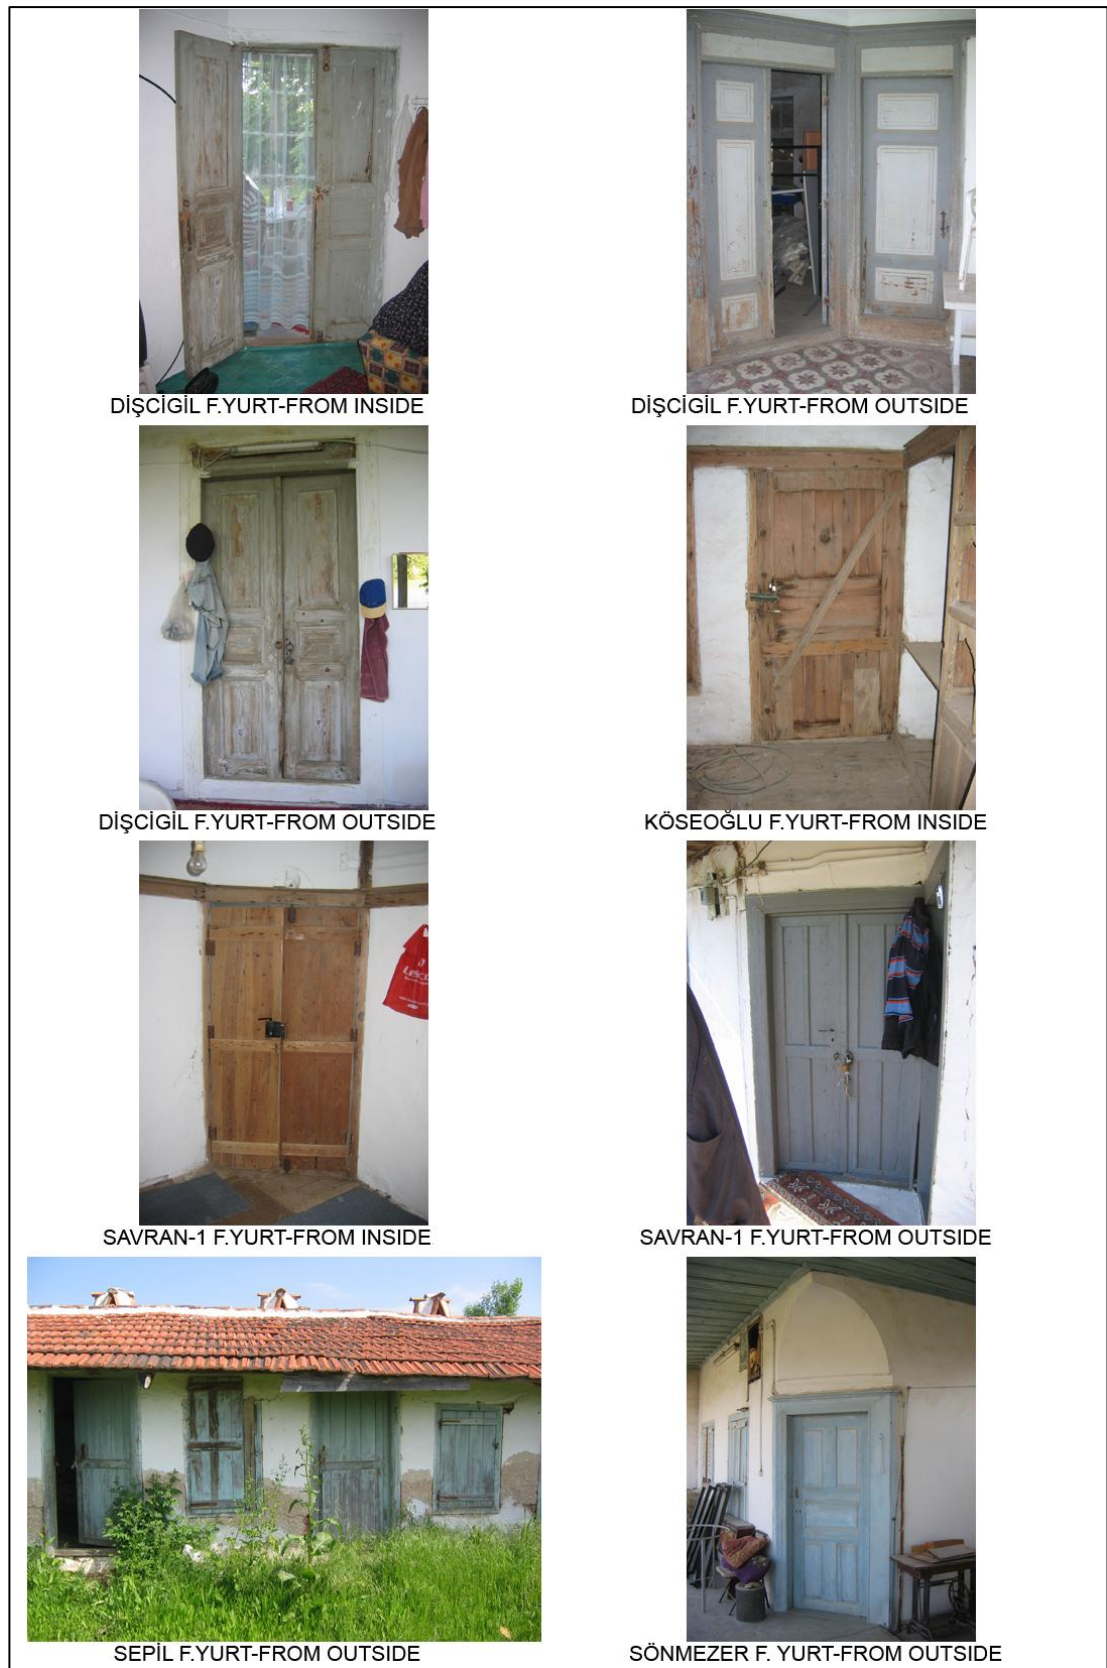 DİŞCİGİL F.YURT-FROM INSIDE
DİŞCİGİL F.YURT-FROM OUTSIDE
DİŞCİGİL F.YURT-FROM OUTSIDE
KÖSEOĞLU F.YURT-FROM INSIDE
SAVRAN-1 F.YURT-FROM INSIDE
SAVRAN-1 F.YURT-FROM OUTSIDE
SEPİL F.YURT-FROM OUTSIDE
SÖNMEZER F. YURT-FROM OUTSIDE